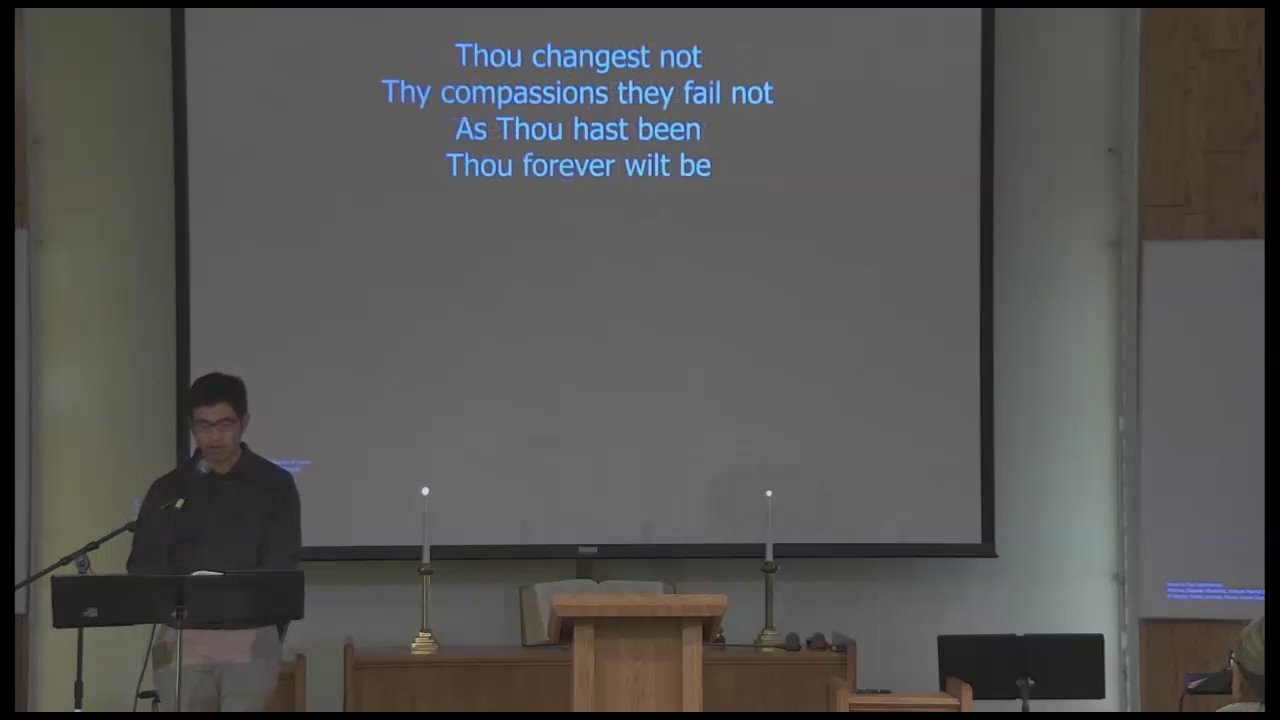 Thou changest not
Thy compassions they fail not
As Thou hast been
Thou forever wilt be